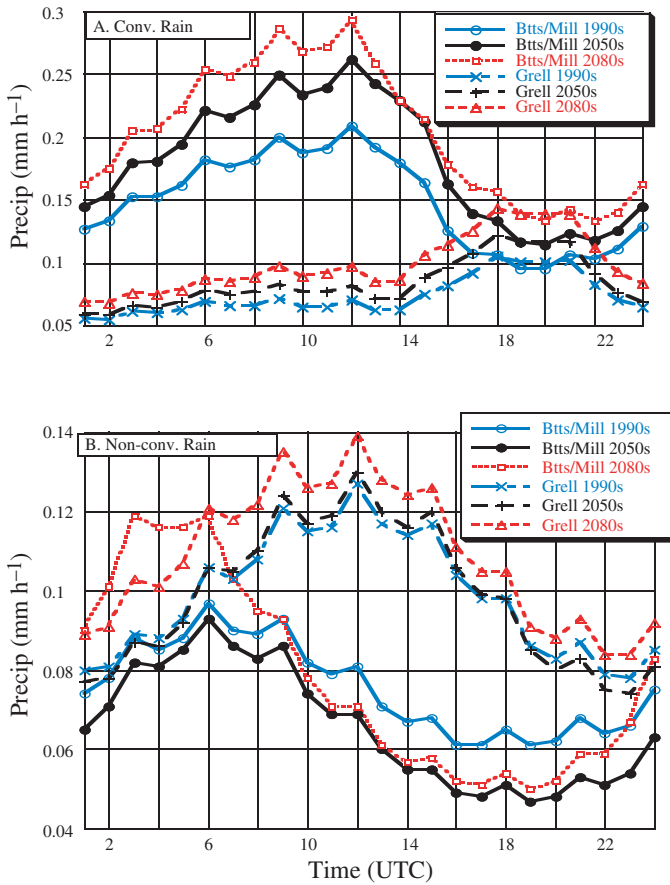 0.3
A. Conv. Rain
Btts/Mill 1990s
Btts/Mill 2050s
Btts/Mill 2080s
Grell 1990s
Grell 2050s
Grell 2080s
0.25
0.2
0.15
0.1
0.05
Precip (mm h⁻¹)
2 6 10 14 18 22
0.14
B. Non-conv. Rain
Btts/Mill 1990s
Btts/Mill 2050s
Btts/Mill 2080s
Grell 1990s
Grell 2050s
Grell 2080s
0.12
0.1
0.08
0.06
0.04
Precip (mm h⁻¹)
2 6 10 14 18 22
Time (UTC)